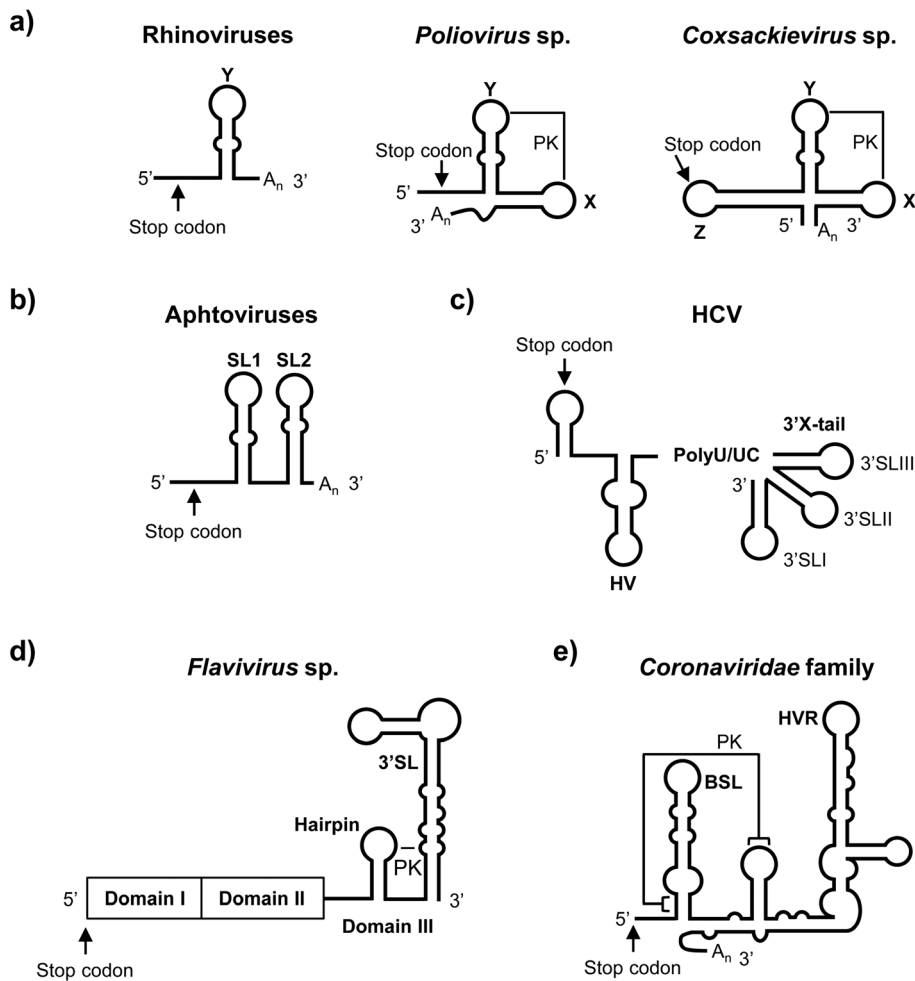 a)
Rhinoviruses
Y
5’
An 3’
Stop codon
Poliovirus sp.
Y
PK
Stop codon
5’
X
3’ An
Coxsackievirus sp.
Y
PK
Stop codon
X
Z
5’ An 3’
b)
Aphtoviruses
SL1 SL2
5’
An 3’
Stop codon
c)
HCV
Stop codon
5’
HV
PolyU/UC
3’X-tail
3’SLIII
3’
3’SLII
3’SLI
d)
Flavivirus sp.
3’SL
Hairpin
PK
5’
Domain I
Domain II
Domain III
3’
Stop codon
e)
Coronaviridae family
HVR
PK
BSL
5’
An 3’
Stop codon